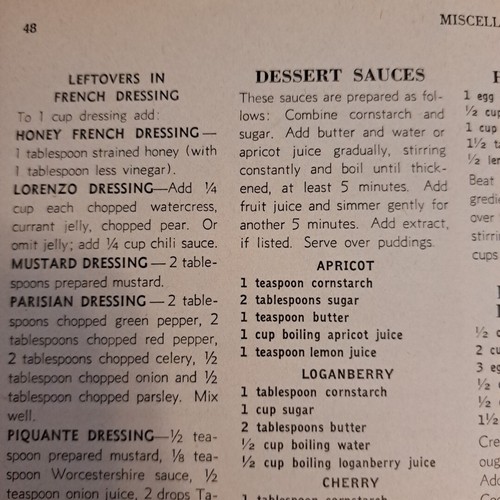 48
MISCELL
LEFTOVERS IN
FRENCH DRESSING
To 1 cup dressing add:
HONEY FRENCH DRESSING —
1 tablespoon strained honey (with
1 tablespoon less vinegar).
LORENZO DRESSING—Add ¼
cup each chopped watercress,
currant jelly, chopped pear. Or
omit jelly; add ¼ cup chili sauce.
MUSTARD DRESSING — 2 table-
spoons prepared mustard.
PARISIAN DRESSING — 2 table-
spoons chopped green pepper, 2
tablespoons chopped red pepper,
2 tablespoons chopped celery, ½
tablespoon chopped onion and ½
tablespoon chopped parsley. Mix
well.
PIQUANTE DRESSING—½ tea-
spoon prepared mustard, ⅛ tea-
spoon Worcestershire sauce, ½
teaspoon onion juice, 2 drops Ta-
DESSERT SAUCES
These sauces are prepared as fol-
lows: Combine cornstarch and
sugar. Add butter and water or
apricot juice gradually, stirring
constantly and boil until thick-
ened, at least 5 minutes. Add
fruit juice and simmer gently for
another 5 minutes. Add extract,
if listed. Serve over puddings.
APRICOT
1 teaspoon cornstarch
2 tablespoons sugar
1 teaspoon butter
1 cup boiling apricot juice
1 teaspoon lemon juice
LOGANBERRY
1 tablespoon cornstarch
1 cup sugar
2 tablespoons butter
½ cup boiling water
½ cup boiling loganberry juice
CHERRY
1 tablespoon cornstarch
1 egg
½ cup
1 cup
1½ ta
½ le
Beat
gredie
over
stirri
cups
½ c
2 cu
3 eg
½
½ c
1½
Cre
oug
Add